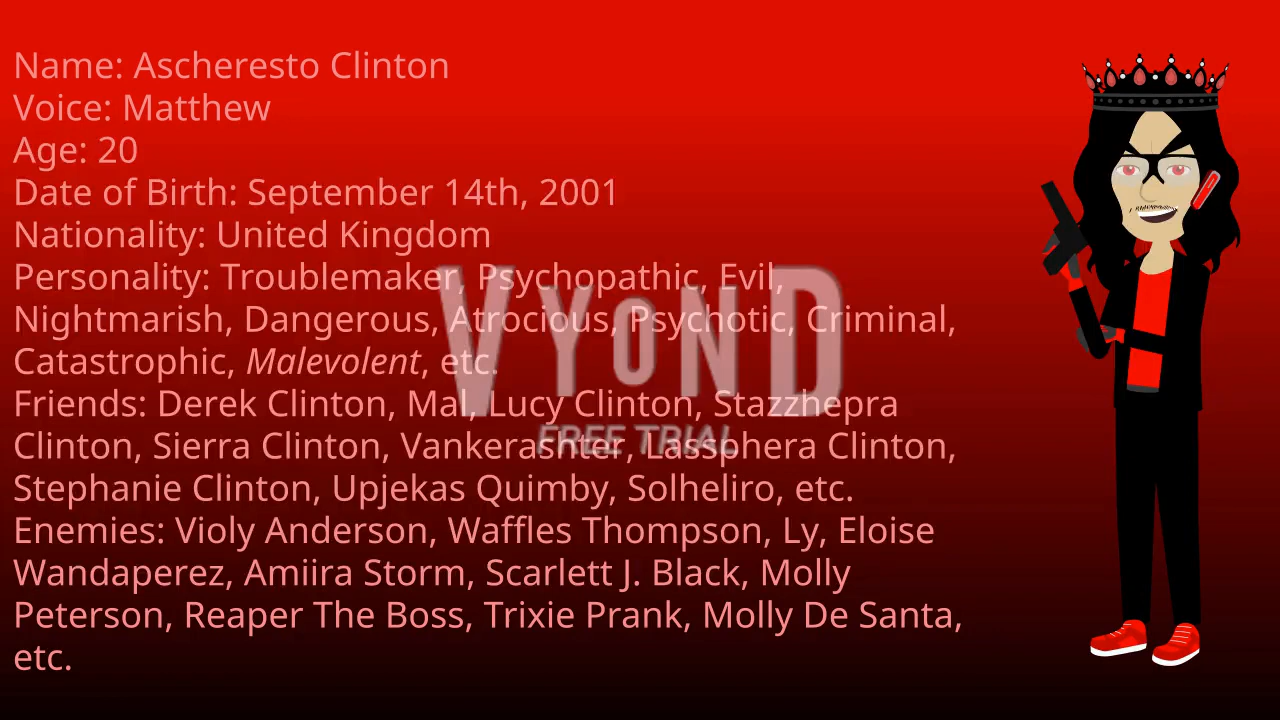 Name: Ascheresto Clinton
Voice: Matthew
Age: 20
Date of Birth: September 14th, 2001
Nationality: United Kingdom
Personality: Troublemaker, Psychopathic, Evil,
Nightmarish, Dangerous, Atrocious, Psychotic, Criminal,
Catastrophic, Malevolent, etc.
Friends: Derek Clinton, Mal, Lucy Clinton, Stazzhepra
Clinton, Sierra Clinton, Vankerashter, Lassphera Clinton,
Stephanie Clinton, Upjekas Quimby, Solheliro, etc.
Enemies: Violy Anderson, Waffles Thompson, Ly, Eloise
Wandaperez, Amiira Storm, Scarlett J. Black, Molly
Peterson, Reaper The Boss, Trixie Prank, Molly De Santa,
etc.
VYOND
FREE TRIAL